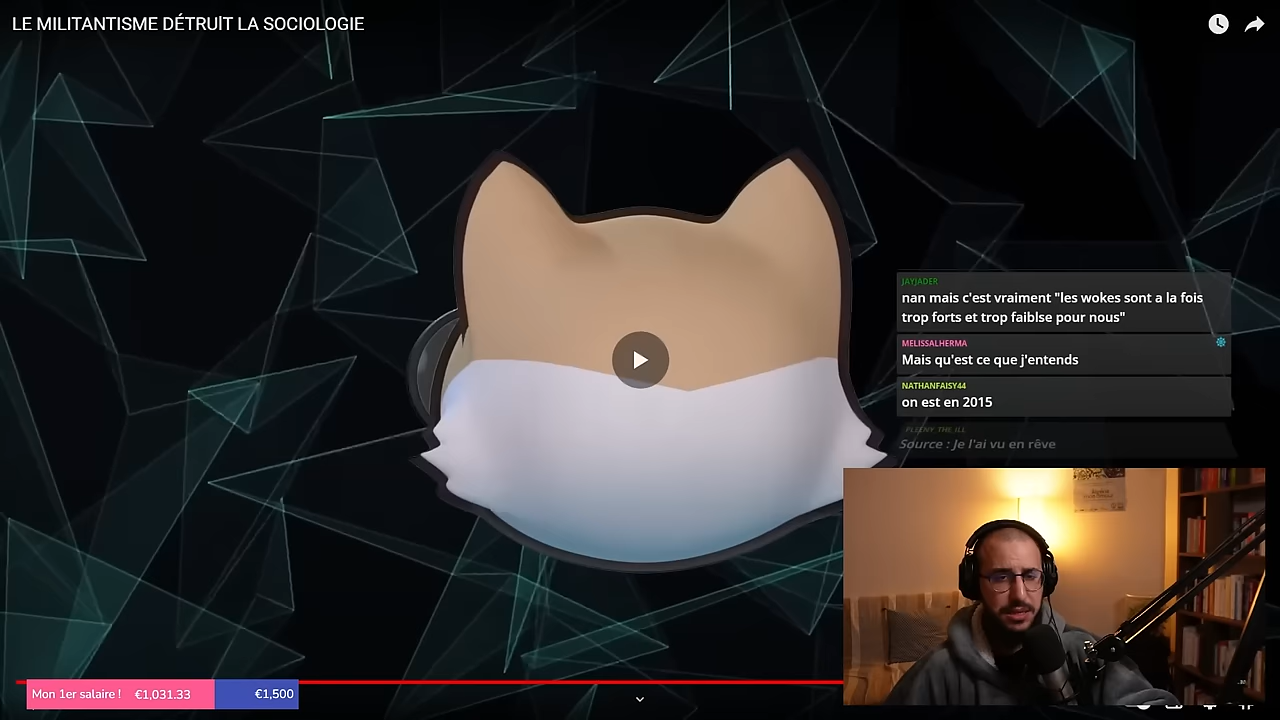 LE MILITANTISME DÉTRUIT LA SOCIOLOGIE
JAYJADER
nan mais c'est vraiment "les wokes sont a la fois
trop forts et trop faiblse pour nous"
MELISSALHERMA
Mais qu'est ce que j'entends
NATHANFAISY44
on est en 2015
Source : Je l'ai vu en rêve
Mon 1er salaire ! €1,031.33 €1,500